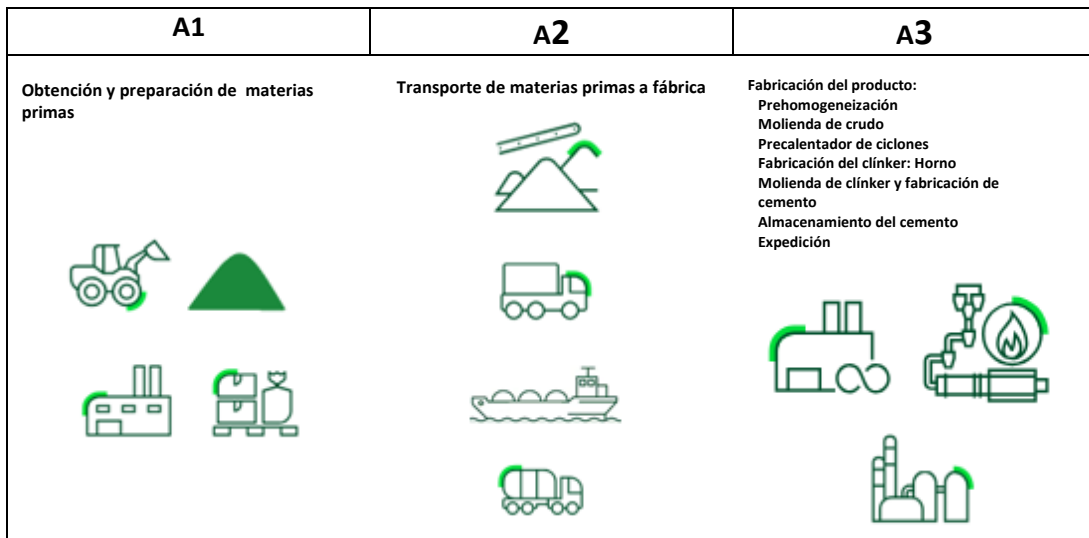 A1
A2
A3
Obtención y preparación de materias
primas
Transporte de materias primas a fábrica
Fabricación del producto:
Prehomogeneización
Molienda de crudo
Precalentador de ciclones
Fabricación del clínker: Horno
Molienda de clínker y fabricación de
cemento
Almacenamiento del cemento
Expedición